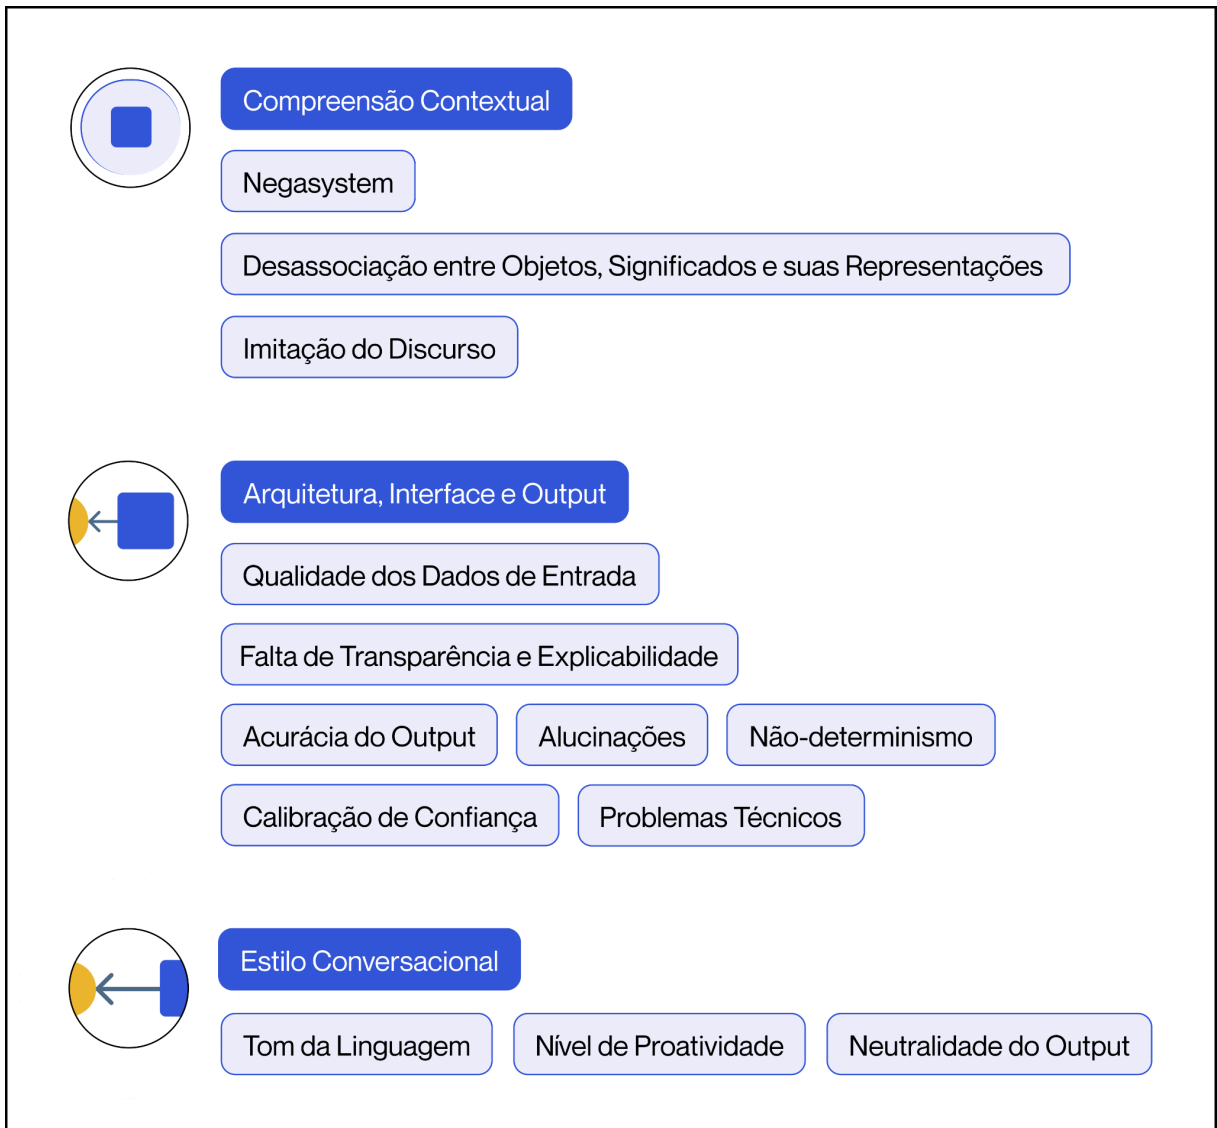 Compreensão Contextual
Negasystem
Desassociação entre Objetos, Significados e suas Representações
Imitação do Discurso
Arquitetura, Interface e Output
Qualidade dos Dados de Entrada
Falta de Transparência e Explicabilidade
Acurácia do Output Alucinações Não-determinismo
Calibração de Confiança Problemas Técnicos
Estilo Conversacional
Tom da Linguagem Nível de Proatividade Neutralidade do Output